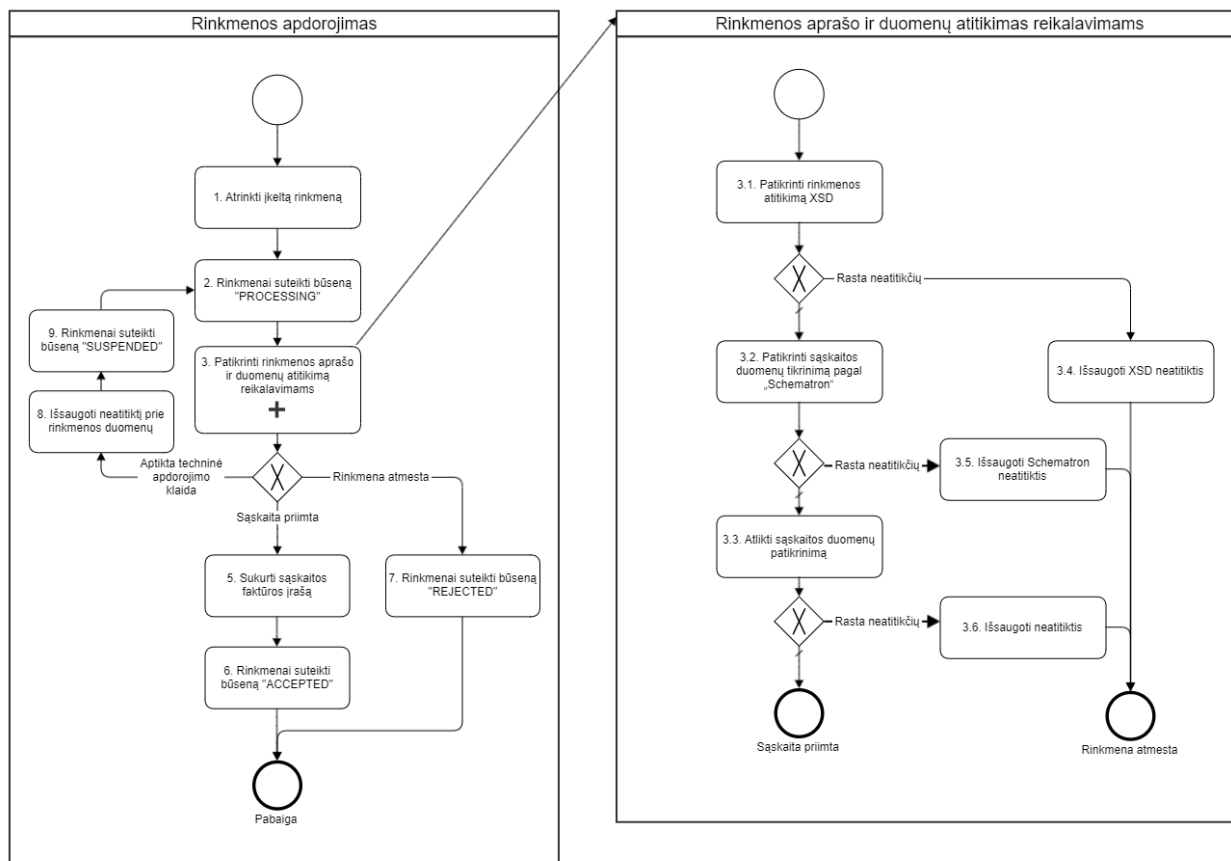 Rinkmenos apdorojimas
1. Atrinkti įkeltą rinkmeną
2. Rinkmenai suteikti būseną
"PROCESSING"
9. Rinkmenai suteikti
būseną "SUSPENDED"
3. Patikrinti rinkmenos aprašo
ir duomenų atitikimą
reikalavimams
8. Išsaugoti neatitiktį prie
rinkmenos duomenų
Aptikta techninė
apdorojimo
klaida
Rinkmena atmesta
Sąskaita priimta
5. Sukurti sąskaitos
faktūros įrašą
7. Rinkmenai suteikti būseną
"REJECTED"
6. Rinkmenai suteikti
būseną "ACCEPTED"
Pabaiga
Rinkmenos aprašo ir duomenų atitikimas reikalavimams
3.1. Patikrinti rinkmenos
atitikimą XSD
Rasta neatitikčių
3.2. Patikrinti sąskaitos
duomenų tikrinimą pagal
„Schematron“
3.4. Išsaugoti XSD neatitiktis
Rasta neatitikčių
3.5. Išsaugoti Schematron
neatitiktis
3.3. Atlikti sąskaitos duomenų
patikrinimą
Rasta neatitikčių
3.6. Išsaugoti neatitiktis
Sąskaita priimta
Rinkmena atmesta